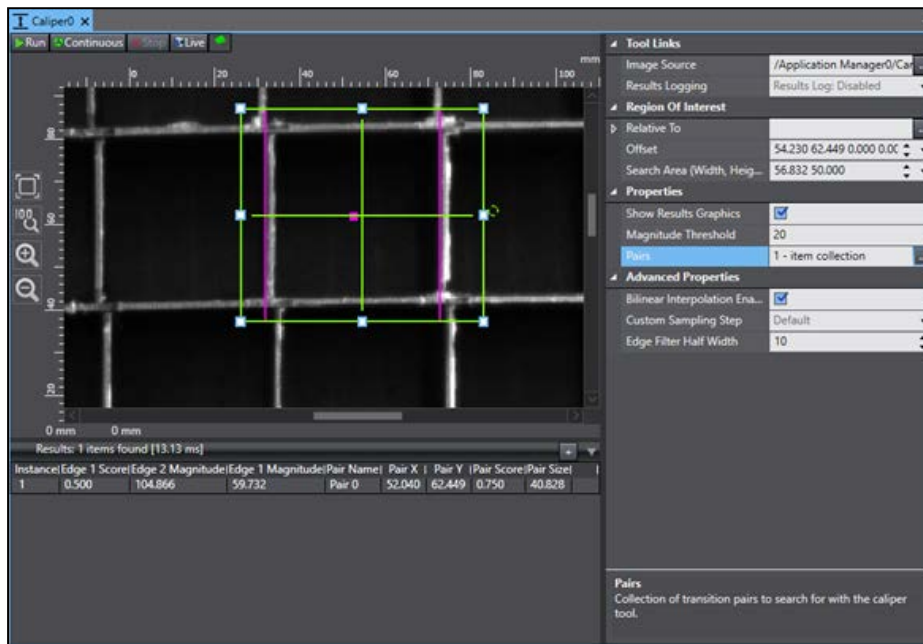 Caliper0
Run Continuous Stop Live
mm
0 20 40 60 80 100
80
60
40
20
100
0 mm 0 mm
Results: 1 items found [13.13 ms]
Instance Edge 1 Score Edge 2 Magnitude Edge 1 Magnitude Pair Name Pair X Pair Y Pair Score Pair Size
1 0.500 104.866 59.732 Pair 0 52.040 62.449 0.750 40.828
Tool Links
Image Source /Application Manager0/Car
Results Logging Results Log: Disabled
Region Of Interest
Relative To
Offset 54.230 62.449 0.000 0.0
Search Area (Width, Heig... 56.832 50.000
Properties
Show Results Graphics
Magnitude Threshold 20
Pairs 1 - item collection
Advanced Properties
Bilinear Interpolation Ena...
Custom Sampling Step Default
Edge Filter Half Width 10
Pairs
Collection of transition pairs to search for with the caliper
tool.